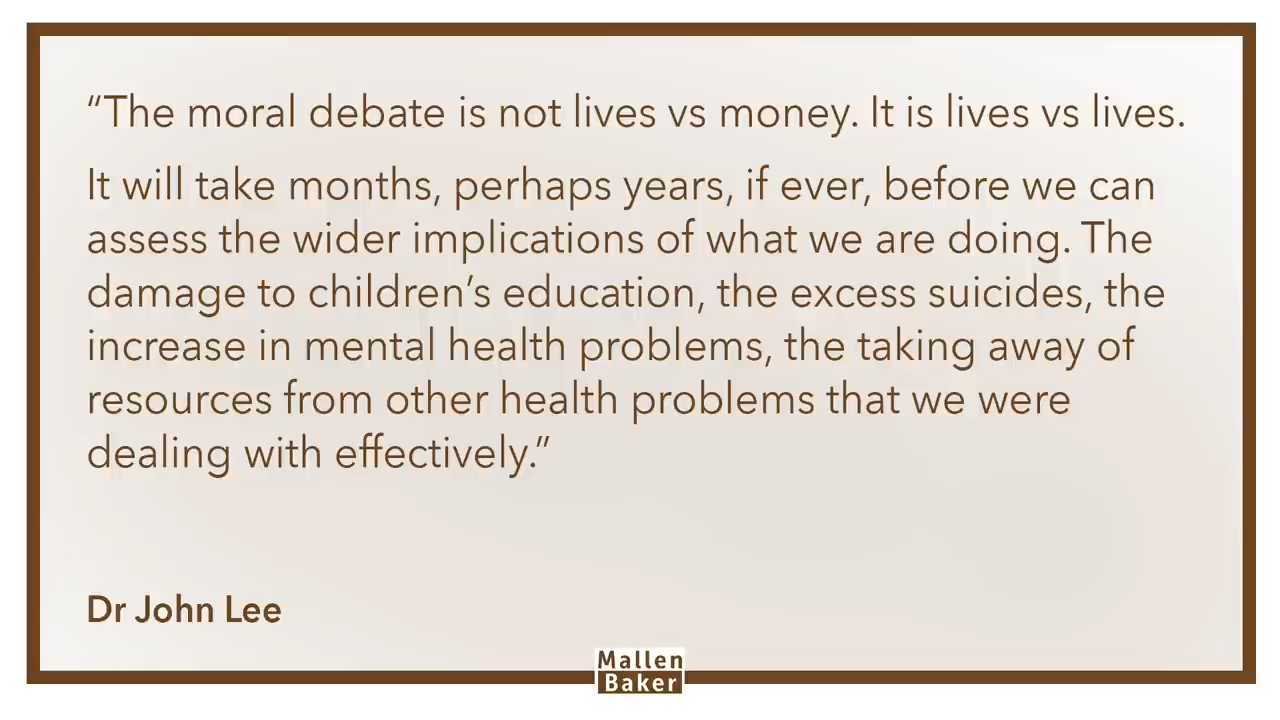 “The moral debate is not lives vs money. It is lives vs lives.
It will take months, perhaps years, if ever, before we can
assess the wider implications of what we are doing. The
damage to children’s education, the excess suicides, the
increase in mental health problems, the taking away of
resources from other health problems that we were
dealing with effectively.”
Dr John Lee
Mallen
Baker